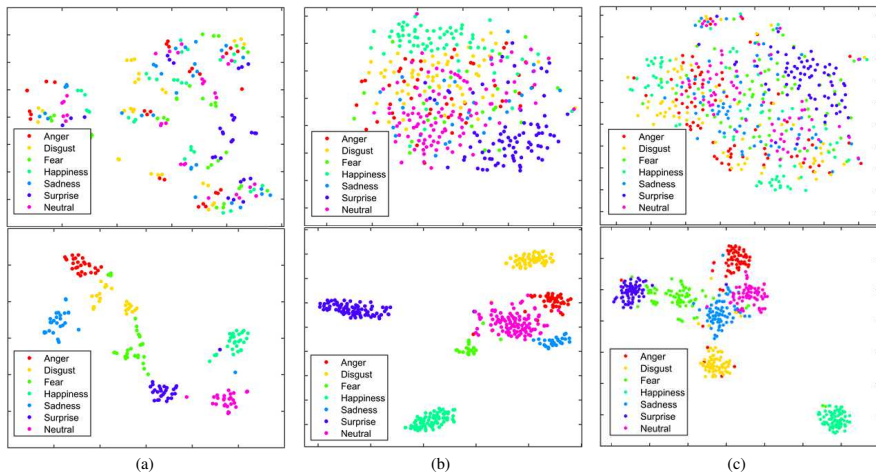 Anger
Disgust
Fear
Happiness
Sadness
Surprise
Neutral
Anger
Disgust
Fear
Happiness
Sadness
Surprise
Neutral
Anger
Disgust
Fear
Happiness
Sadness
Surprise
Neutral
Anger
Disgust
Fear
Happiness
Sadness
Surprise
Neutral
Anger
Disgust
Fear
Happiness
Sadness
Surprise
Neutral
Anger
Disgust
Fear
Happiness
Sadness
Surprise
Neutral
(a) (b) (c)